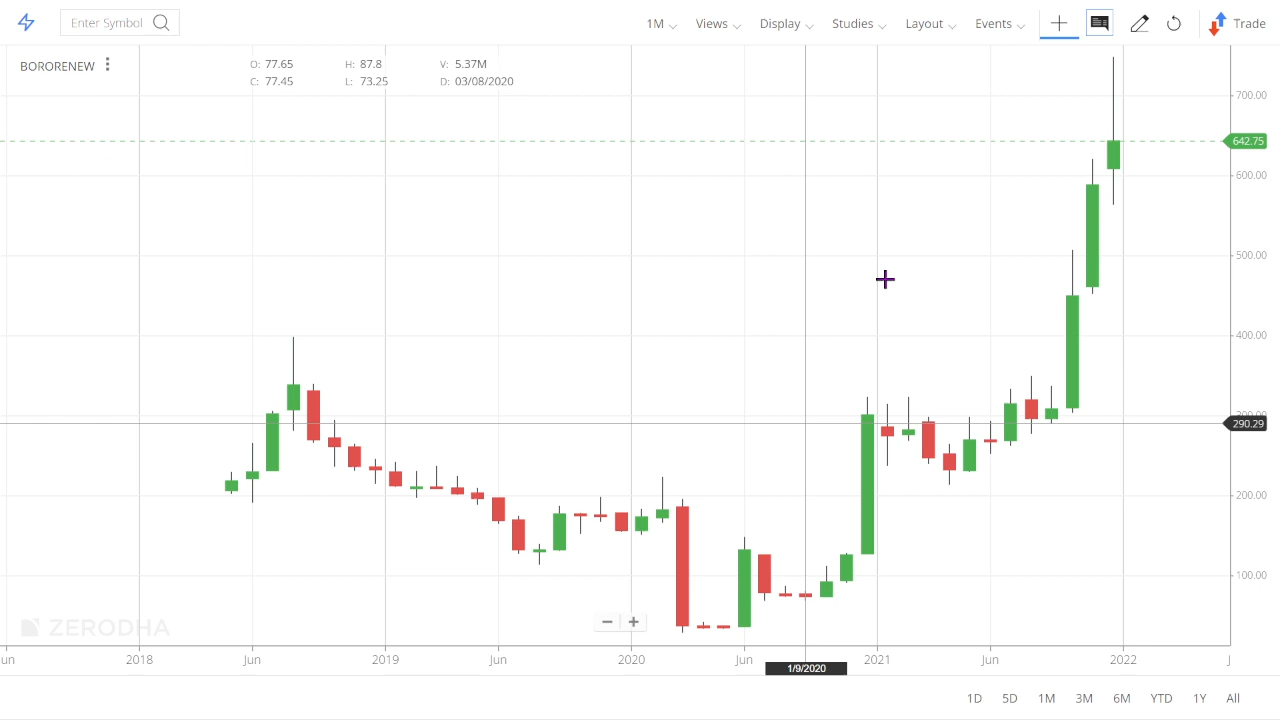 Enter Symbol 1M Views Display Studies Layout Events Trade
BORORENEW O: 77.65 H: 87.8 V: 5.37M
C: 77.45 L: 73.25 D: 03/08/2020
700.00
642.75
600.00
500.00
400.00
300.00
290.29
200.00
100.00
ZERODHA
un 2018 Jun 2019 Jun 2020 Jun 2021 Jun 2022 J
1/9/2020
1D 5D 1M 3M 6M YTD 1Y All